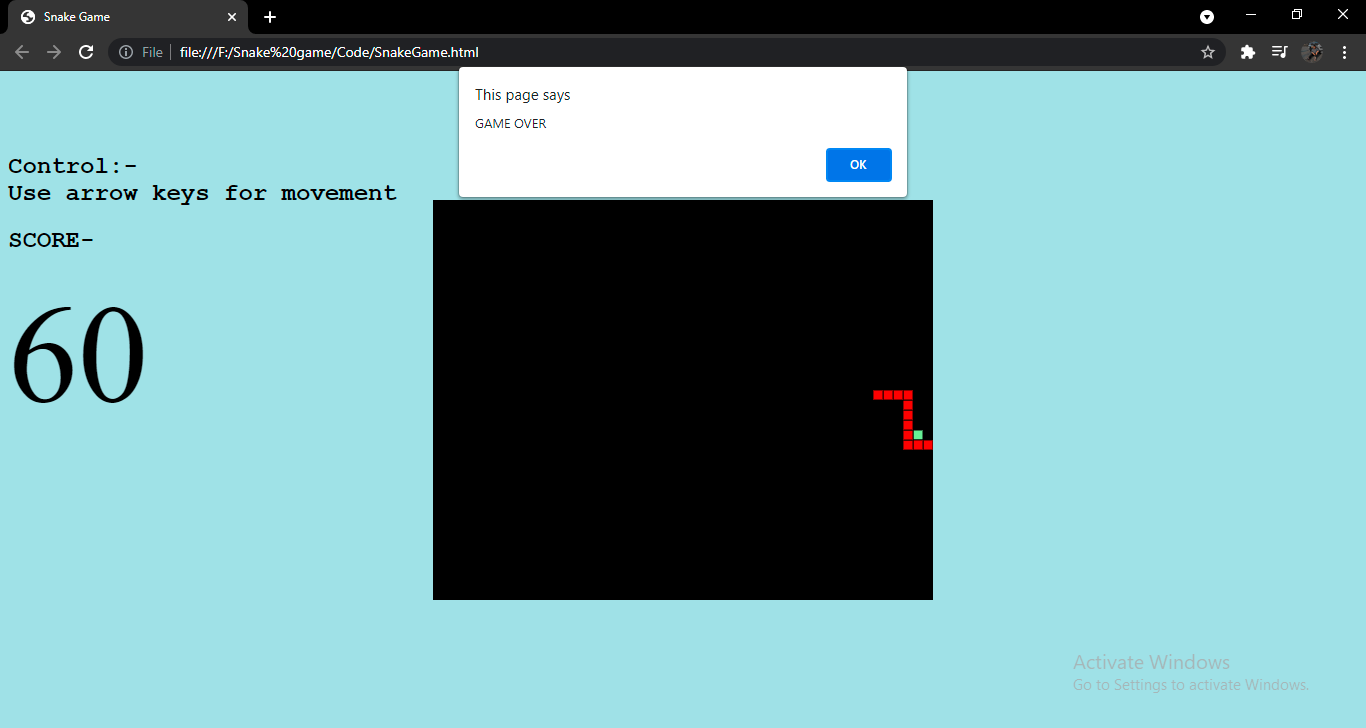 Snake Game
File
file:///F:/Snake%20game/Code/SnakeGame.html
This page says
GAME OVER
OK
Control:-
Use arrow keys for movement
SCORE-
60
Activate Windows
Go to Settings to activate Windows.